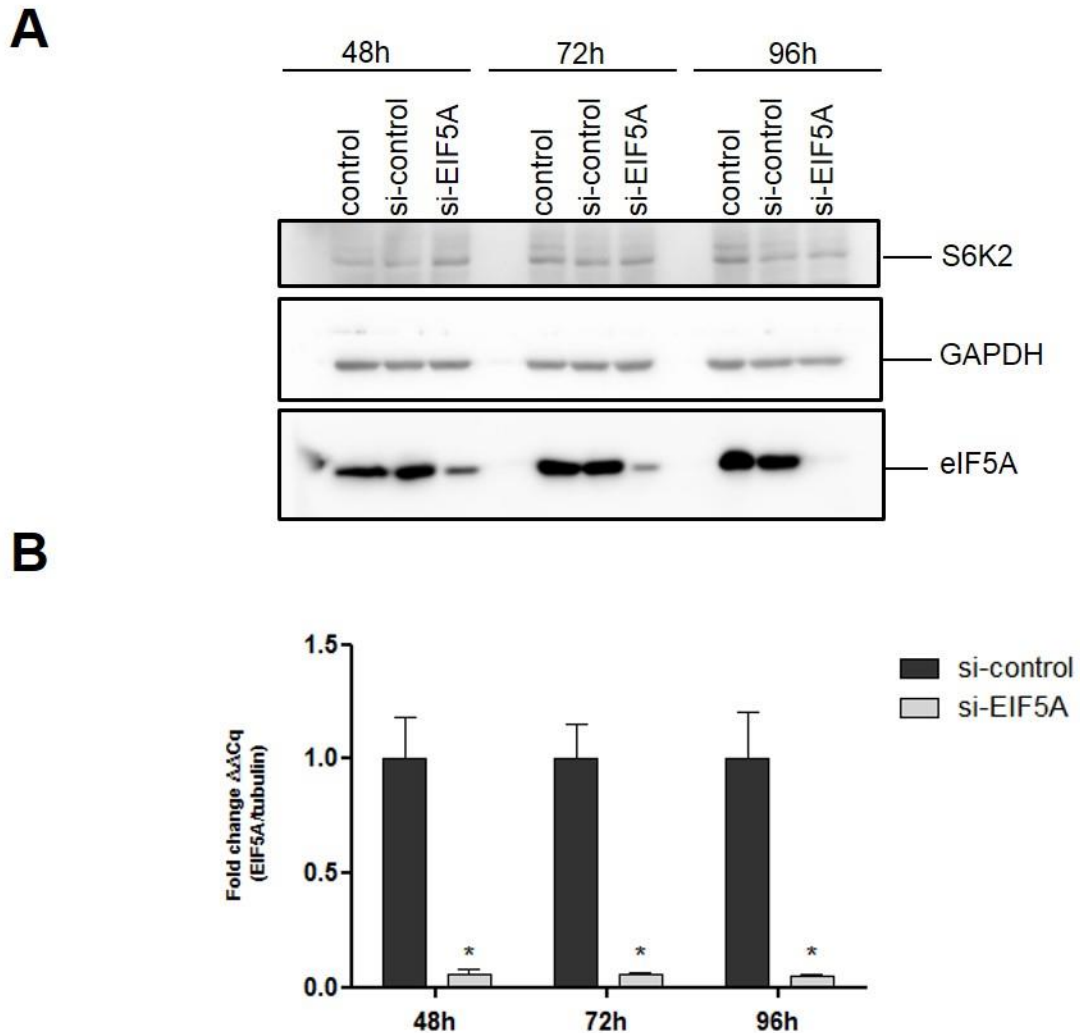 A
48h 72h 96h
control si-control si-EIF5A control si-control si-EIF5A control si-control si-EIF5A
S6K2
GAPDH
eIF5A
B
Fold change ΔΔCq
(EIF5A/tubulin)
1.5
1.0
0.5
0.0
* * *
48h 72h 96h
si-control
si-EIF5A